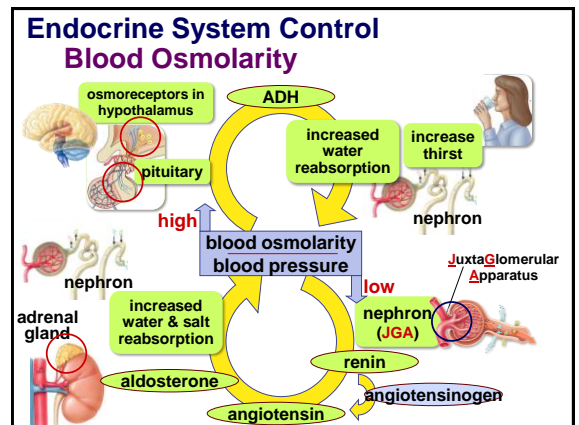 Endocrine System Control
Blood Osmolarity
osmoreceptors in
hypothalamus
ADH
increased
water
reabsorption
increase
thirst
pituitary
nephron
high
blood osmolarity
blood pressure
low
JuxtaGlomerular
Apparatus
nephron
increased
water & salt
reabsorption
nephron
(JGA)
adrenal
gland
renin
aldosterone
angiotensinogen
angiotensin